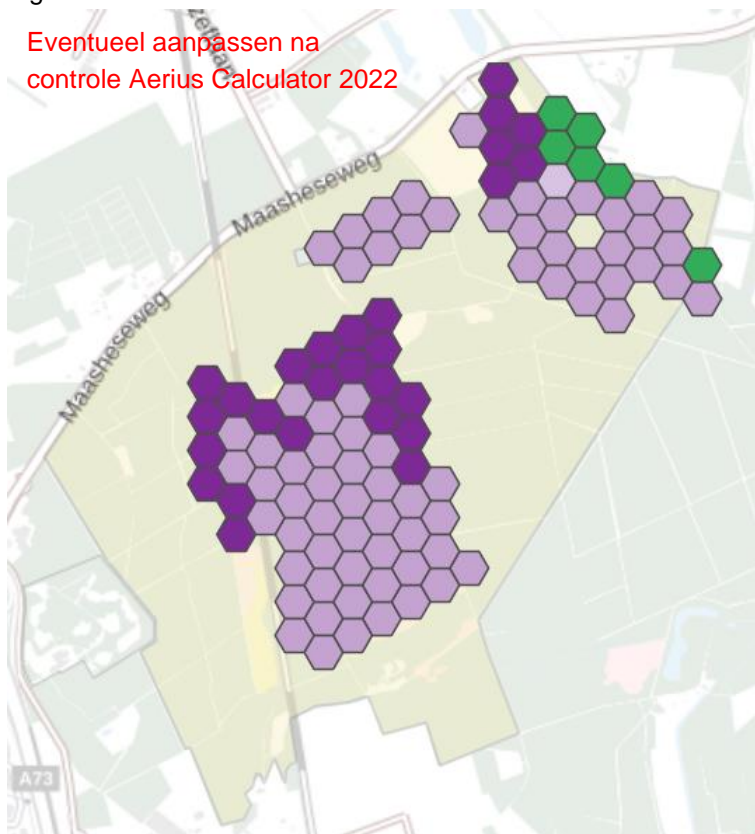 Eventueel aanpassen na
controle Aerius Calculator 2022
Maasheseweg
Maasheseweg
A73